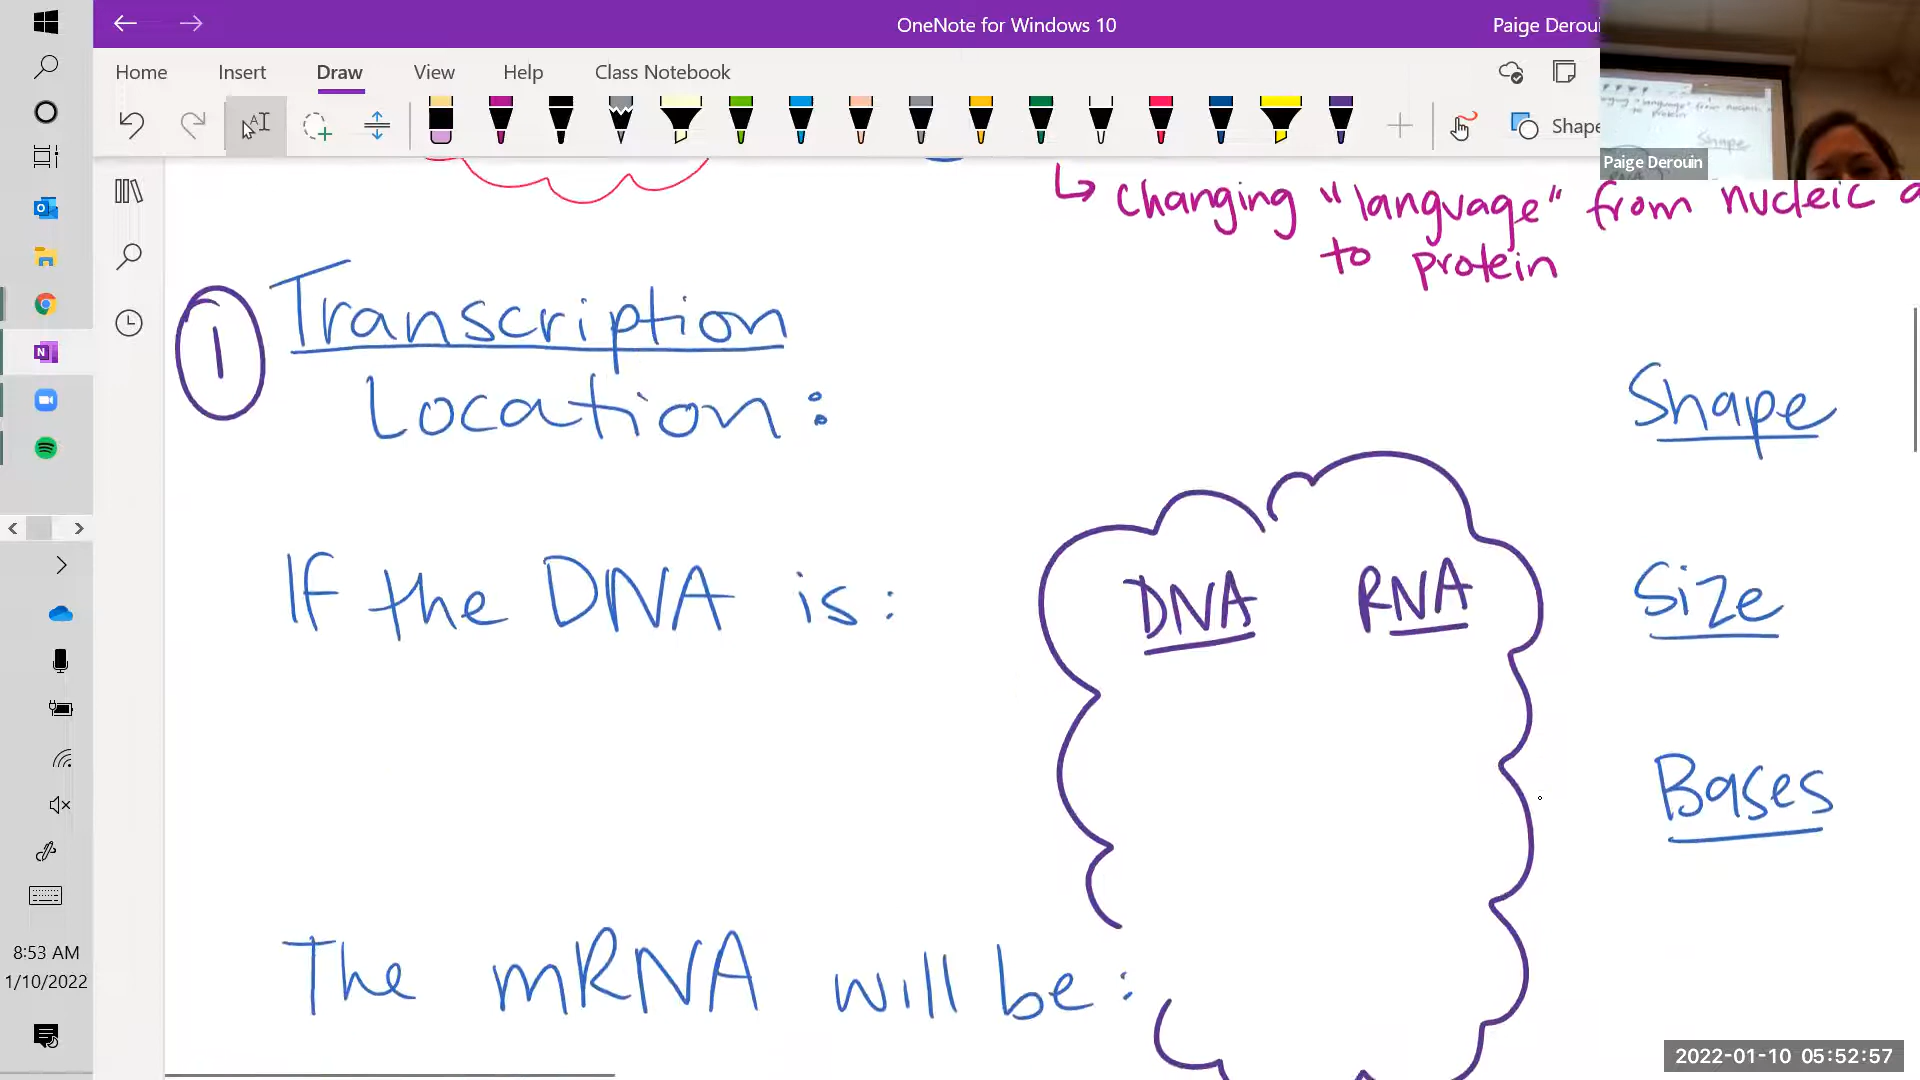 OneNote for Windows 10
Paige Derouin
Home Insert Draw View Help Class Notebook
Shape
Paige Derouin
↳ Changing "language" from nucleic a
to protein
1 Transcription
Location:
Shape
If the DNA is:
DNA RNA
Size
Bases
The mRNA will be:
8:53 AM
1/10/2022
2022-01-10 05:52:57